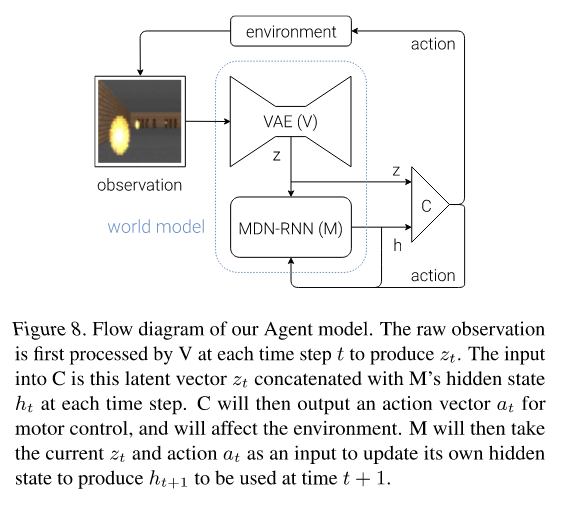 environment
action
VAE (V)
z
z
observation
C
world model
MDN-RNN (M)
h
action
Figure 8. Flow diagram of our Agent model. The raw observation
is first processed by V at each time step t to produce z_t. The input
into C is this latent vector z_t concatenated with M's hidden state
h_t at each time step. C will then output an action vector a_t for
motor control, and will affect the environment. M will then take
the current z_t and action a_t as an input to update its own hidden
state to produce h_{t+1} to be used at time t + 1.